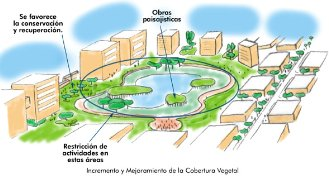 Se favorece
la conservación
y recuperación.
Obras
paisajísticas
Restricción de
actividades en
estas áreas
Incremento y Mejoramiento de la Cobertura Vegetal